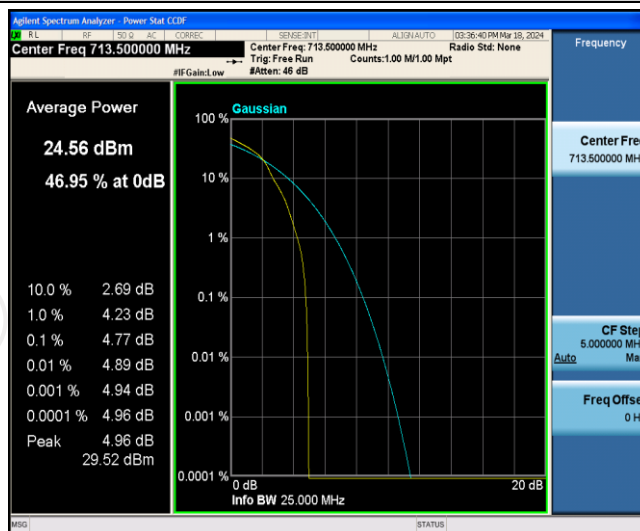 Agilent Spectrum Analyzer - Power Stat CCDF
RL RF 50 Ω AC CORREC SENSE:INT ALIGN AUTO 03:36:40 PM Mar 18, 2024
Center Freq 713.500000 MHz
Center Freq: 713.500000 MHz Radio Std: None
Trig: Free Run Counts:1.00 M/1.00 Mpt
#IFGain:Low #Atten: 46 dB
Frequency
Average Power
24.56 dBm
46.95 % at 0dB
10.0 % 2.69 dB
1.0 % 4.23 dB
0.1 % 4.77 dB
0.01 % 4.89 dB
0.001 % 4.94 dB
0.0001 % 4.96 dB
Peak 4.96 dB
29.52 dBm
Gaussian
100 %
10 %
1 %
0.1 %
0.01 %
0.001 %
0.0001 %
0 dB 20 dB
Info BW 25.000 MHz
Center Fre
713.500000 MH
CF Step
5.000000 MH
Auto Ma
Freq Offse
0 H
MSG STATUS